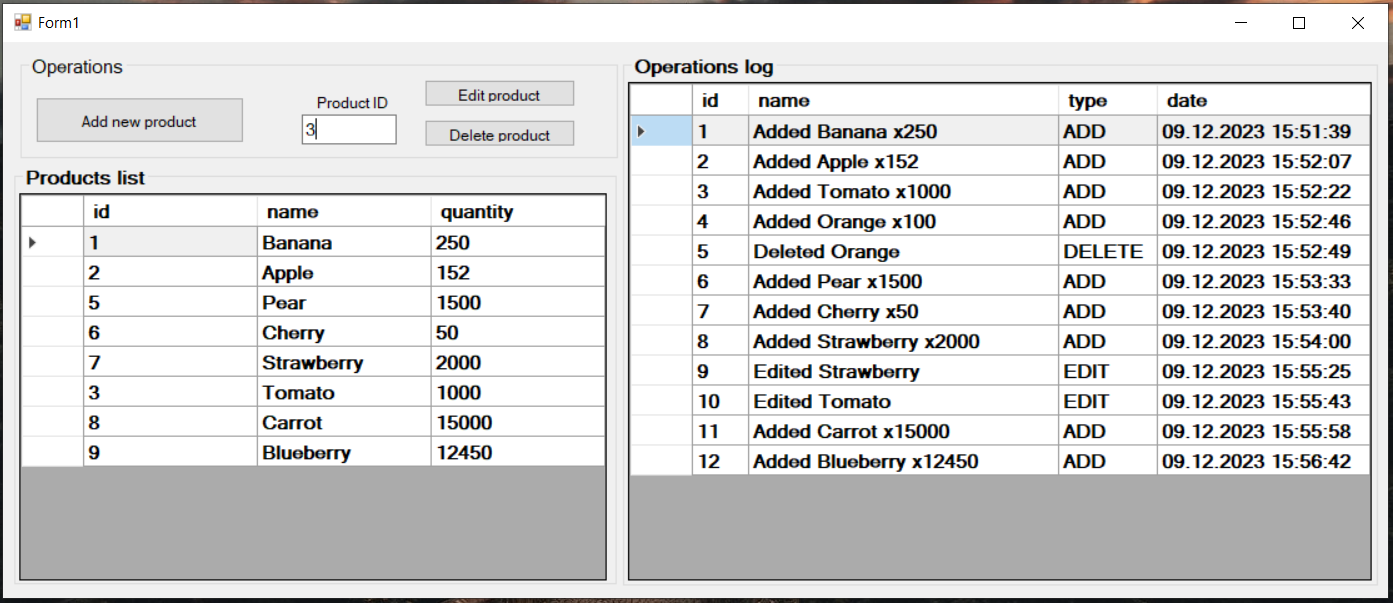 Form1
Operations
Add new product
Product ID
3
Edit product
Delete product
Products list
id name quantity
1 Banana 250
2 Apple 152
5 Pear 1500
6 Cherry 50
7 Strawberry 2000
3 Tomato 1000
8 Carrot 15000
9 Blueberry 12450
Operations log
id name type date
1 Added Banana x250 ADD 09.12.2023 15:51:39
2 Added Apple x152 ADD 09.12.2023 15:52:07
3 Added Tomato x1000 ADD 09.12.2023 15:52:22
4 Added Orange x100 ADD 09.12.2023 15:52:46
5 Deleted Orange DELETE 09.12.2023 15:52:49
6 Added Pear x1500 ADD 09.12.2023 15:53:33
7 Added Cherry x50 ADD 09.12.2023 15:53:40
8 Added Strawberry x2000 ADD 09.12.2023 15:54:00
9 Edited Strawberry EDIT 09.12.2023 15:55:25
10 Edited Tomato EDIT 09.12.2023 15:55:43
11 Added Carrot x15000 ADD 09.12.2023 15:55:58
12 Added Blueberry x12450 ADD 09.12.2023 15:56:42